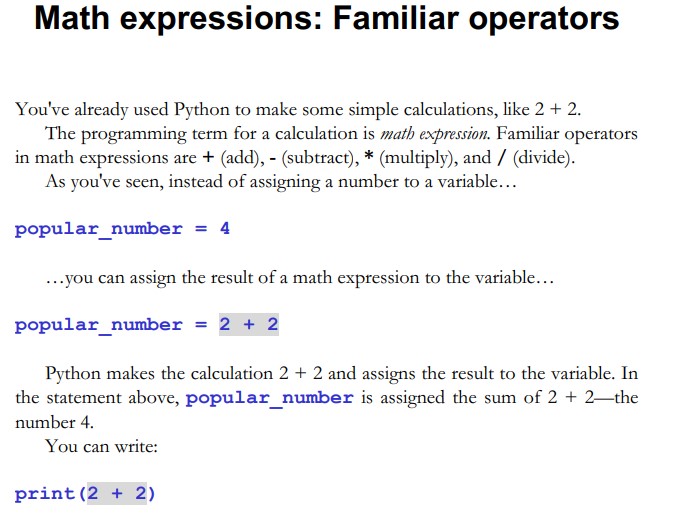 Math expressions: Familiar operators
You've already used Python to make some simple calculations, like 2 + 2.
The programming term for a calculation is math expression. Familiar operators
in math expressions are + (add), - (subtract), * (multiply), and / (divide).
As you've seen, instead of assigning a number to a variable…
popular_number = 4
…you can assign the result of a math expression to the variable…
popular_number = 2 + 2
Python makes the calculation 2 + 2 and assigns the result to the variable. In
the statement above, popular_number is assigned the sum of 2 + 2—the
number 4.
You can write:
print(2 + 2)